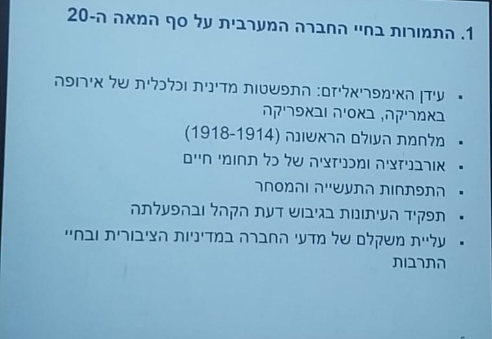 1. התמורות בחיי החברה המערבית על סף המאה ה-20
▪ עידן האימפריאליזם: התפשטות מדינית וכלכלית של אירופה
באמריקה, באסיה ובאפריקה
▪ מלחמת העולם הראשונה (1918-1914)
▪ אורבניזציה ומכניזציה של כל תחומי חיים
▪ התפתחות התעשייה והמסחר
▪ תפקיד העיתונות בגיבוש דעת הקהל ובהפעלתה
▪ עליית משקלם של מדעי החברה במדיניות הציבורית ובחיי
התרבות